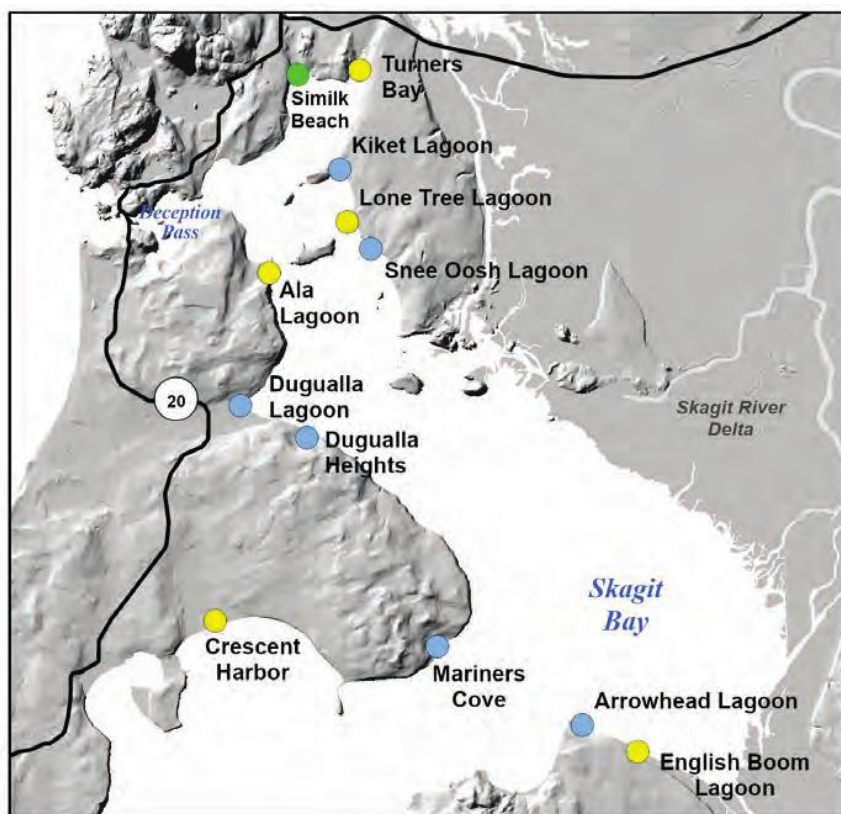 Turners
Bay
Similk
Beach
Kiket Lagoon
Lone Tree Lagoon
Deception
Pass
Snee Oosh Lagoon
Ala
Lagoon
20
Dugualla
Lagoon
Skagit River
Delta
Dugualla
Heights
Skagit
Bay
Crescent
Harbor
Mariners
Cove
Arrowhead Lagoon
English Boom
Lagoon